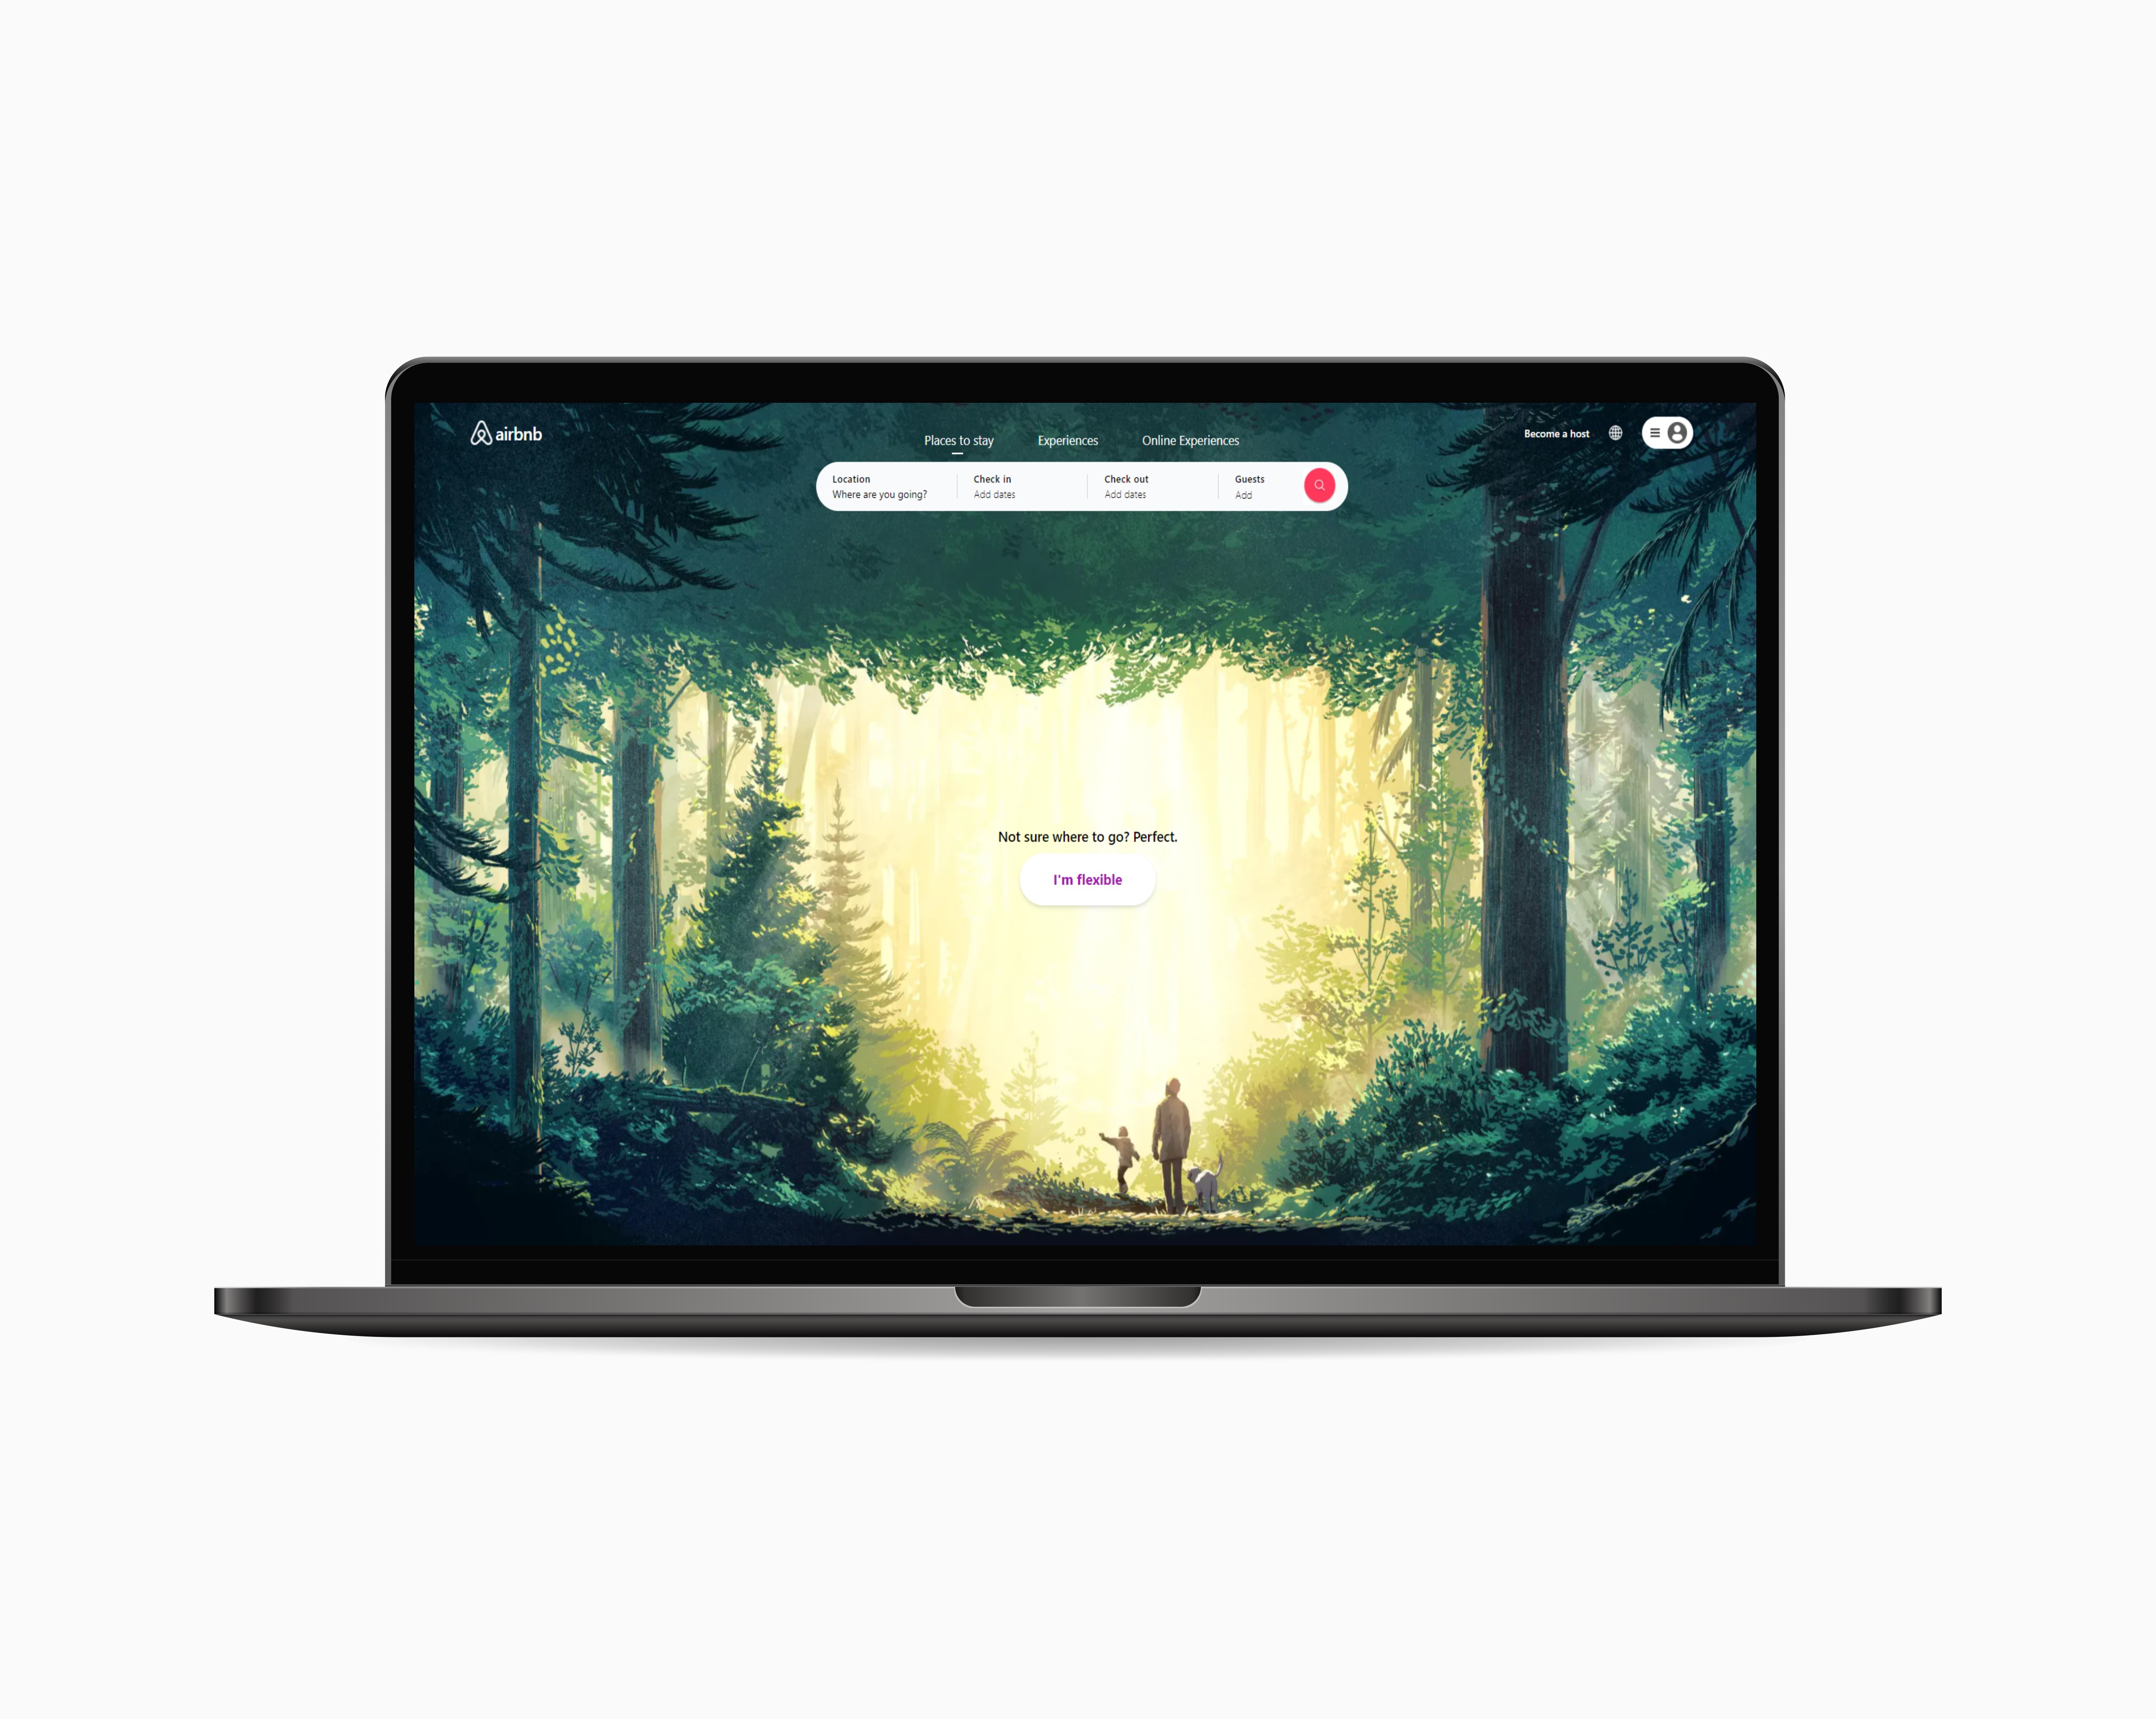 airbnb
Places to stay
Experiences
Online Experiences
Become a host
Location
Where are you going?
Check in
Add dates
Check out
Add dates
Guests
Add
Not sure where to go? Perfect.
I'm flexible